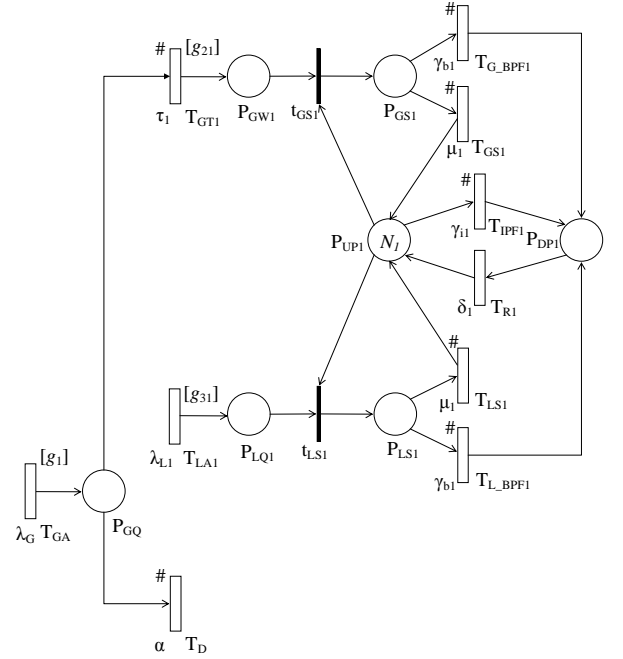 # [g21] # γb1 T_G_BPF1
τ1 TGT1 PGW1 tGS1 PGS1 #
μ1 TGS1
#
PUP1 N1 γi1 TIPF1 PDP1
δ1 TR1
#
[g31] μ1 TLS1
λL1 TLA1 PLQ1 tLS1 PLS1 #
[g1] γb1 TL_BPF1
λG TGA PGQ
#
α TD